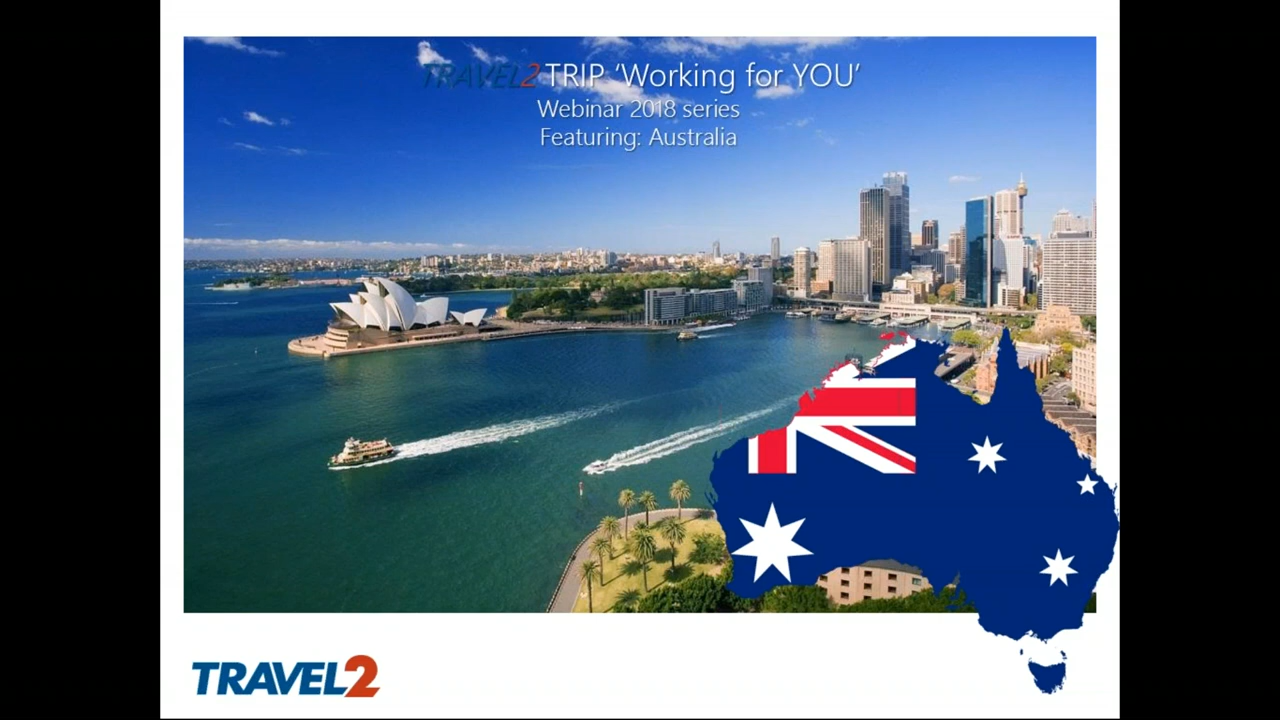 TRAVEL2 TRIP ‘Working for YOU’
Webinar 2018 series
Featuring: Australia
TRAVEL2